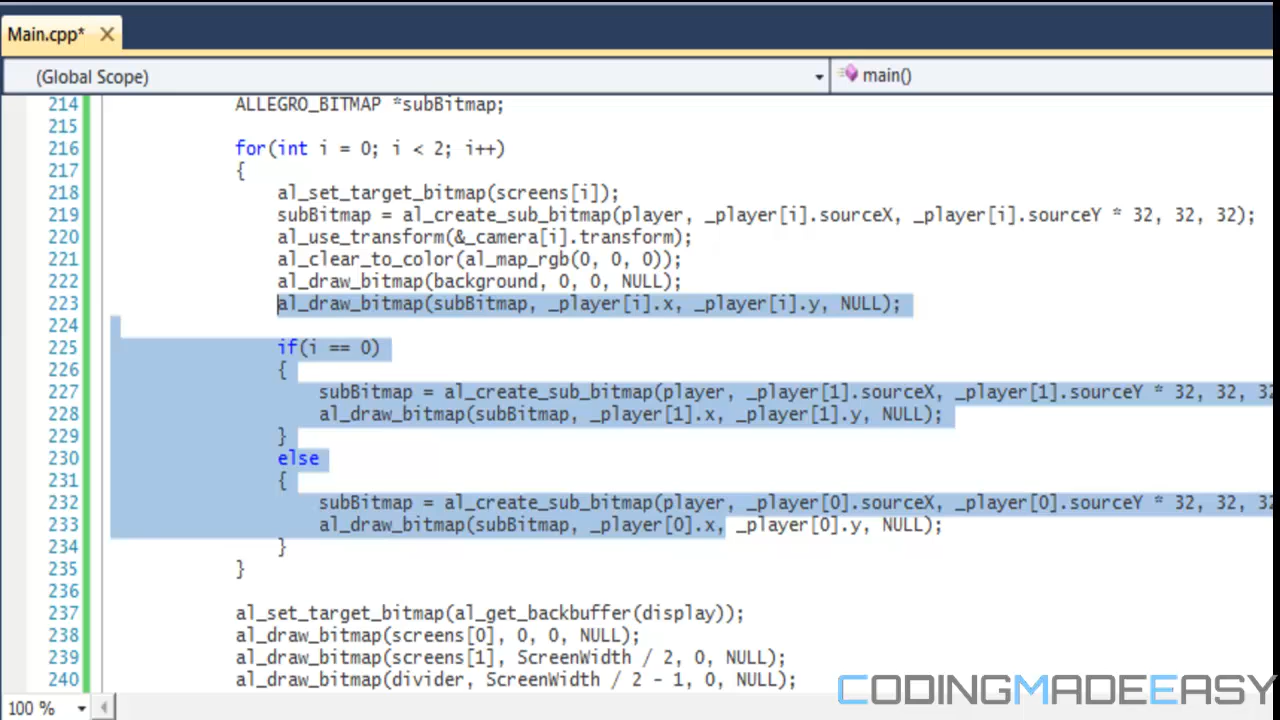 Main.cpp*
(Global Scope) main()
214 ALLEGRO_BITMAP *subBitmap;
215
216 for(int i = 0; i < 2; i++)
217 {
218 al_set_target_bitmap(screens[i]);
219 subBitmap = al_create_sub_bitmap(player, _player[i].sourceX, _player[i].sourceY * 32, 32, 32);
220 al_use_transform(&_camera[i].transform);
221 al_clear_to_color(al_map_rgb(0, 0, 0));
222 al_draw_bitmap(background, 0, 0, NULL);
223 al_draw_bitmap(subBitmap, _player[i].x, _player[i].y, NULL);
224
225 if(i == 0)
226 {
227 subBitmap = al_create_sub_bitmap(player, _player[1].sourceX, _player[1].sourceY * 32, 32, 32
228 al_draw_bitmap(subBitmap, _player[1].x, _player[1].y, NULL);
229 }
230 else
231 {
232 subBitmap = al_create_sub_bitmap(player, _player[0].sourceX, _player[0].sourceY * 32, 32, 32
233 al_draw_bitmap(subBitmap, _player[0].x, _player[0].y, NULL);
234 }
235 }
236
237 al_set_target_bitmap(al_get_backbuffer(display));
238 al_draw_bitmap(screens[0], 0, 0, NULL);
239 al_draw_bitmap(screens[1], ScreenWidth / 2, 0, NULL);
240 al_draw_bitmap(divider, ScreenWidth / 2 - 1, 0, NULL);
CODINGMADEEASY
100 %